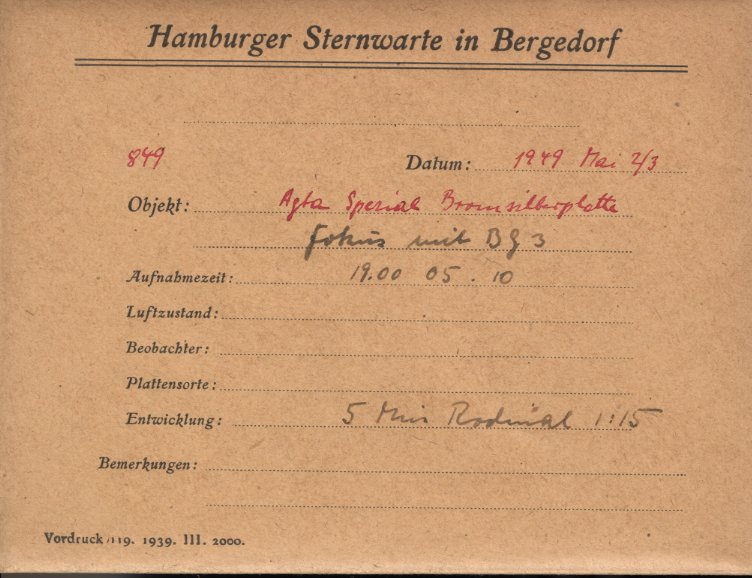 Hamburger Sternwarte in Bergedorf
849 Datum: 1949 Mai 2/3
Objekt: Agfa Spezial Bromsilberplatte
Fokus mit BG 3
Aufnahmezeit: 19.00 05. 10
Luftzustand:
Beobachter:
Plattensorte:
Entwicklung: 5 Min Rodinal 1:15
Bemerkungen:
Vordruck 119. 1939. III. 2000.